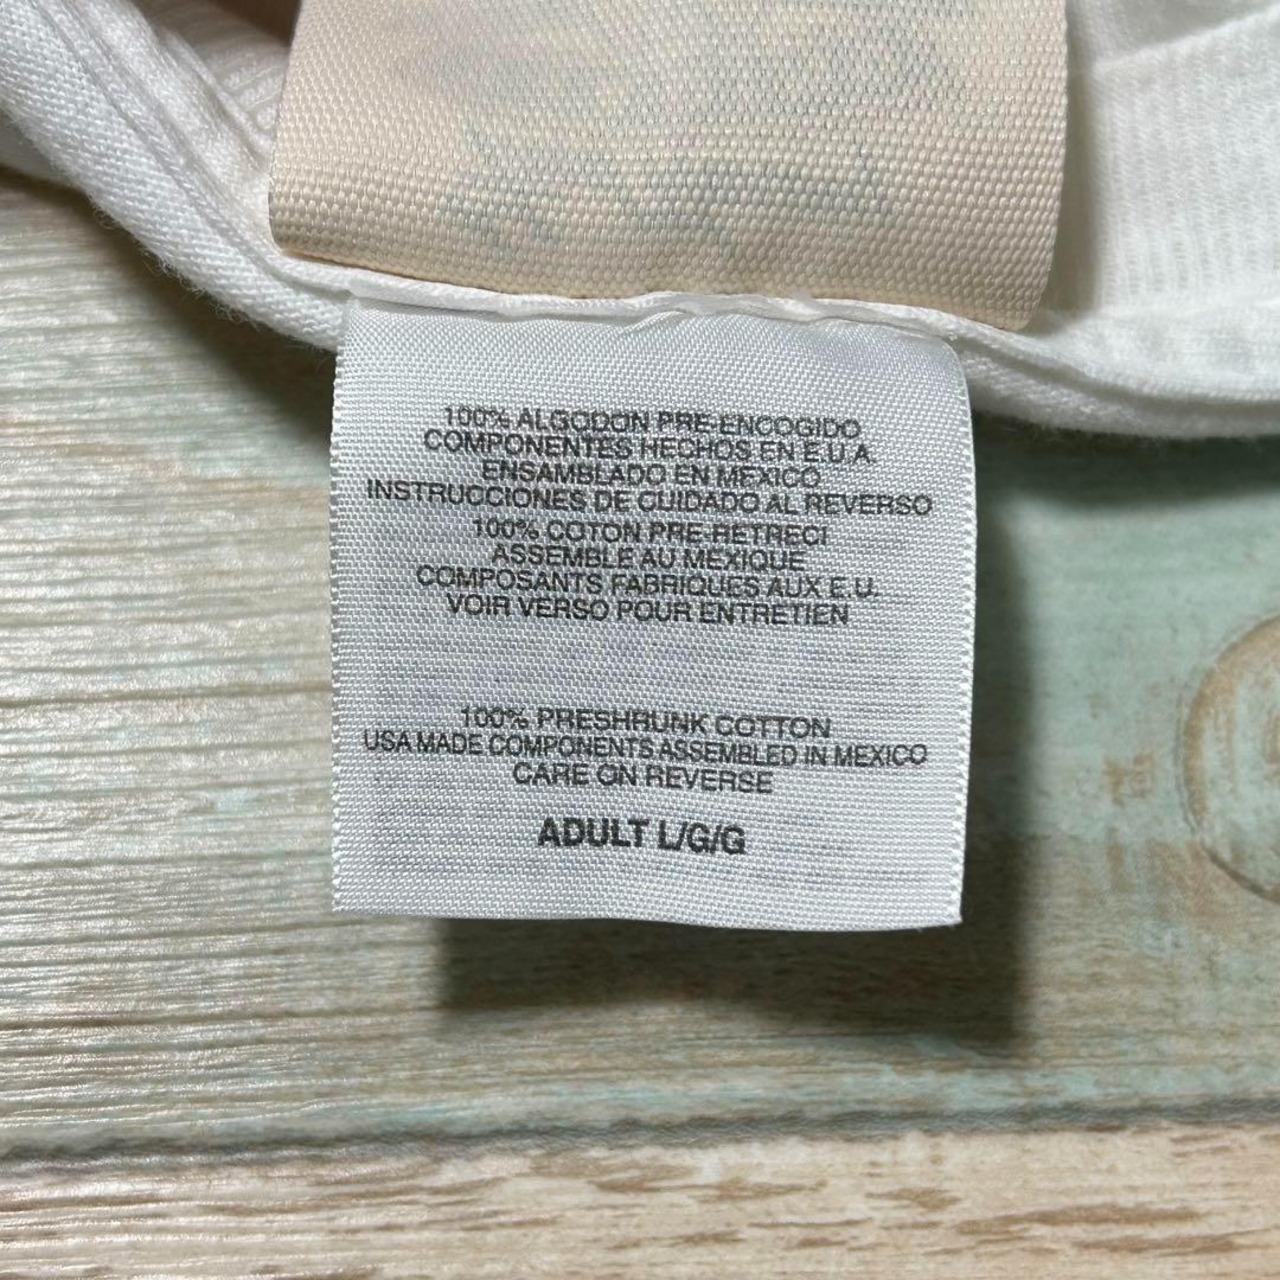 100% ALGODON PRE-ENCOGIDO
COMPONENTES HECHOS EN E.U.A.
ENSAMBLADO EN MEXICO
INSTRUCCIONES DE CUIDADO AL REVERSO
100% COTON PRE-RETRECI
ASSEMBLE AU MEXIQUE
COMPOSANTS FABRIQUES AUX E.U.
VOIR VERSO POUR ENTRETIEN
100% PRESHRUNK COTTON
USA MADE COMPONENTS ASSEMBLED IN MEXICO
CARE ON REVERSE
ADULT L/G/G